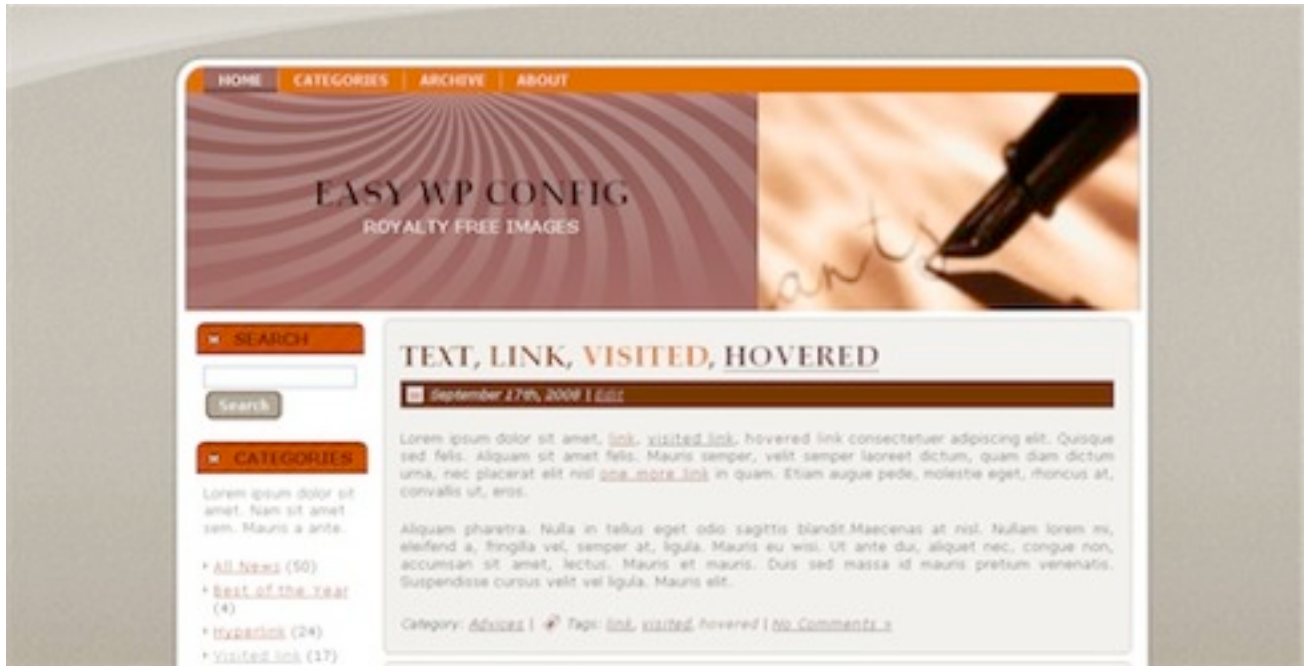 HOME CATEGORIES ARCHIVE ABOUT
EASY WP CONFIG
ROYALTY FREE IMAGES
ants
SEARCH
Search
CATEGORIES
Lorem ipsum dolor sit
amet. Nam sit amet
sem. Mauris a ante.
All News (50)
Best of the Year
(4)
Hyperlink (24)
Visited link (17)
TEXT, LINK, VISITED, HOVERED
September 17th, 2008 | Edit
Lorem ipsum dolor sit amet, link, visited link, hovered link consectetuer adipiscing elit. Quisque
sed felis. Aliquam sit amet felis. Mauris semper, velit semper laoreet dictum, quam diam dictum
urna, nec placerat elit nisl one more link in quam. Etiam augue pede, molestie eget, rhoncus at,
convallis ut, eros.
Aliquam pharetra. Nulla in tellus eget odio sagittis blandit.Maecenas at nisl. Nullam lorem mi,
eleifend a, fringilla vel, semper at, ligula. Mauris eu wisi. Ut ante dui, aliquet nec, congue non,
accumsan sit amet, lectus. Mauris et mauris. Duis sed massa id mauris pretium venenatis.
Suspendisse cursus velit vel ligula. Mauris elit.
Category: Advices | Tags: link, visited, hovered | No Comments »